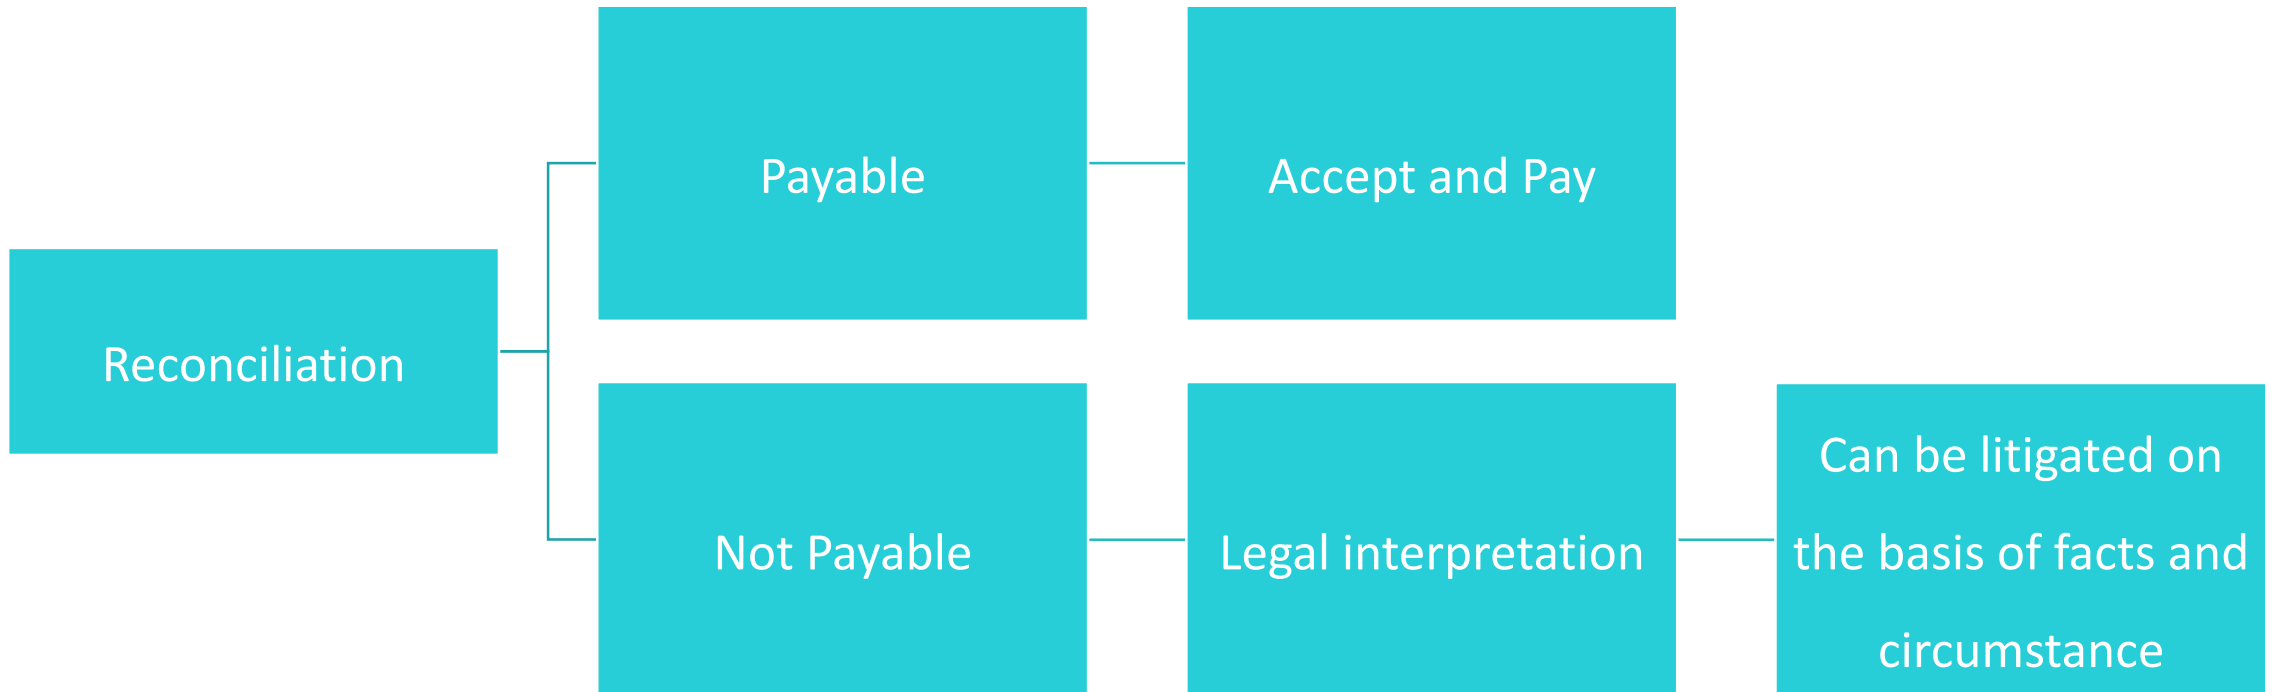 Payable
Accept and Pay
Reconciliation
Not Payable
Legal interpretation
Can be litigated on
the basis of facts and
circumstance